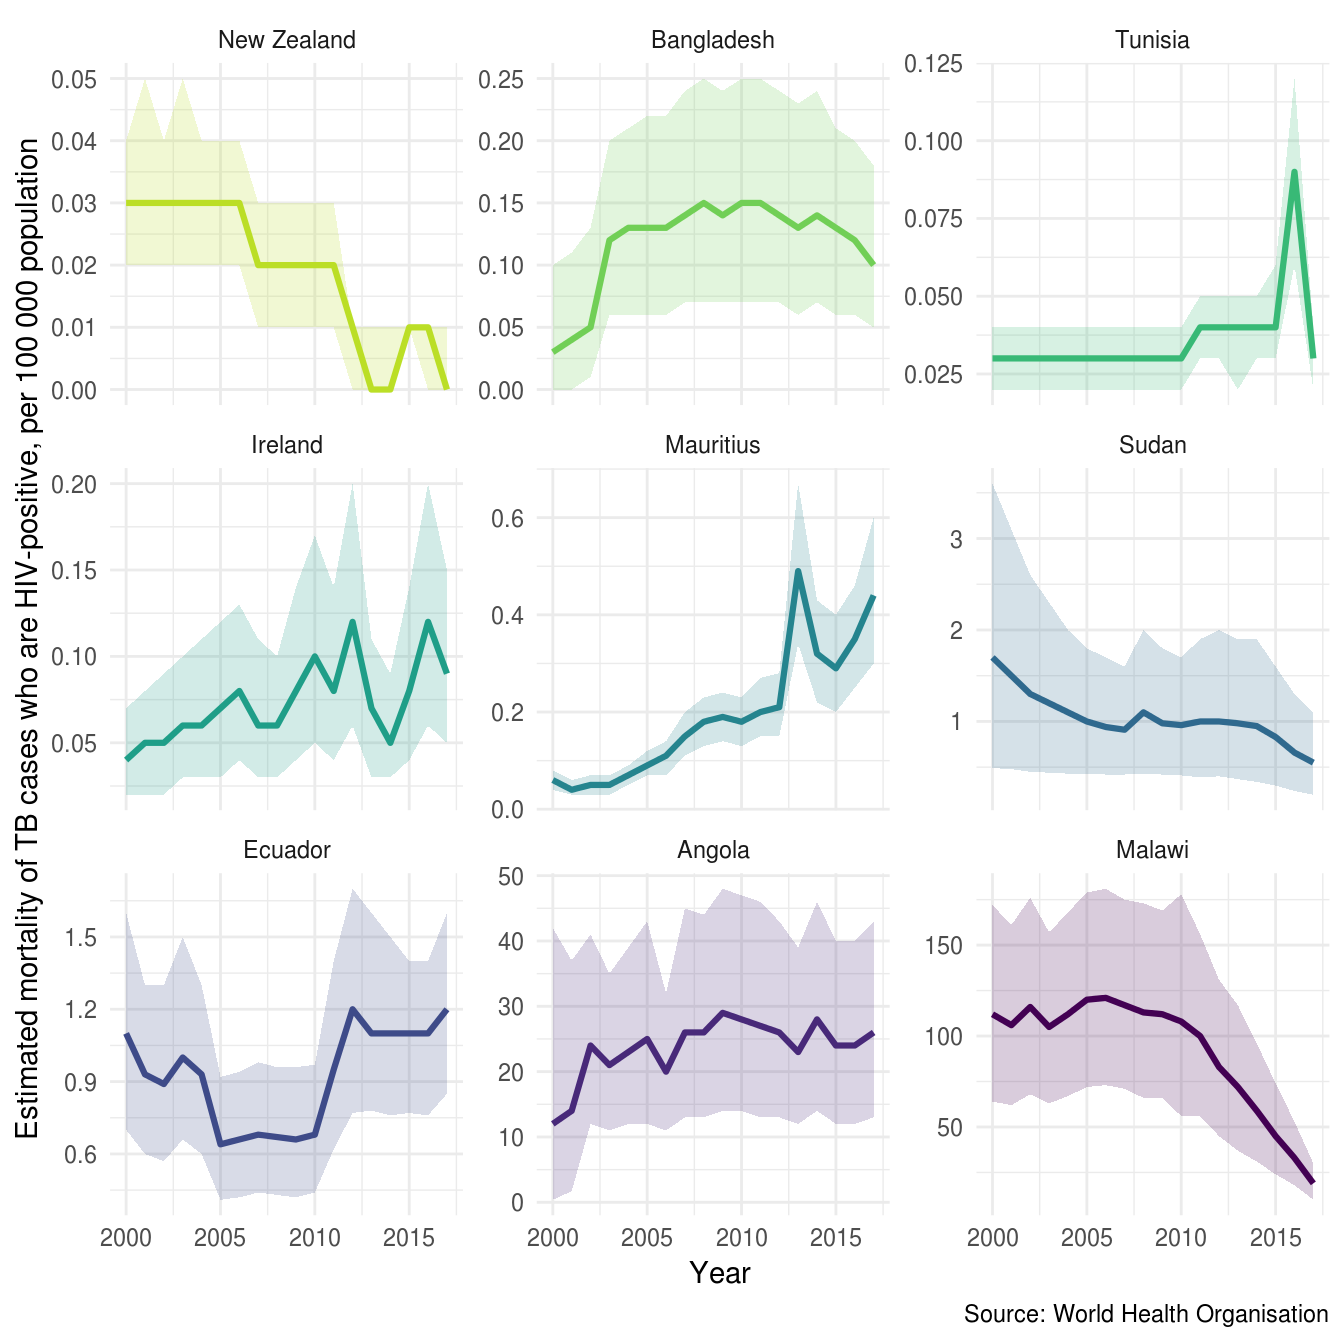 New Zealand
Bangladesh
Tunisia
0.05
0.04
0.03
0.02
0.01
0.00
0.25
0.20
0.15
0.10
0.05
0.00
0.125
0.100
0.075
0.050
0.025
Ireland
Mauritius
Sudan
0.20
0.15
0.10
0.05
0.6
0.4
0.2
0.0
3
2
1
Ecuador
Angola
Malawi
1.5
1.2
0.9
0.6
50
40
30
20
10
0
150
100
50
2000 2005 2010 2015
2000 2005 2010 2015
2000 2005 2010 2015
Estimated mortality of TB cases who are HIV-positive, per 100 000 population
Year
Source: World Health Organisation